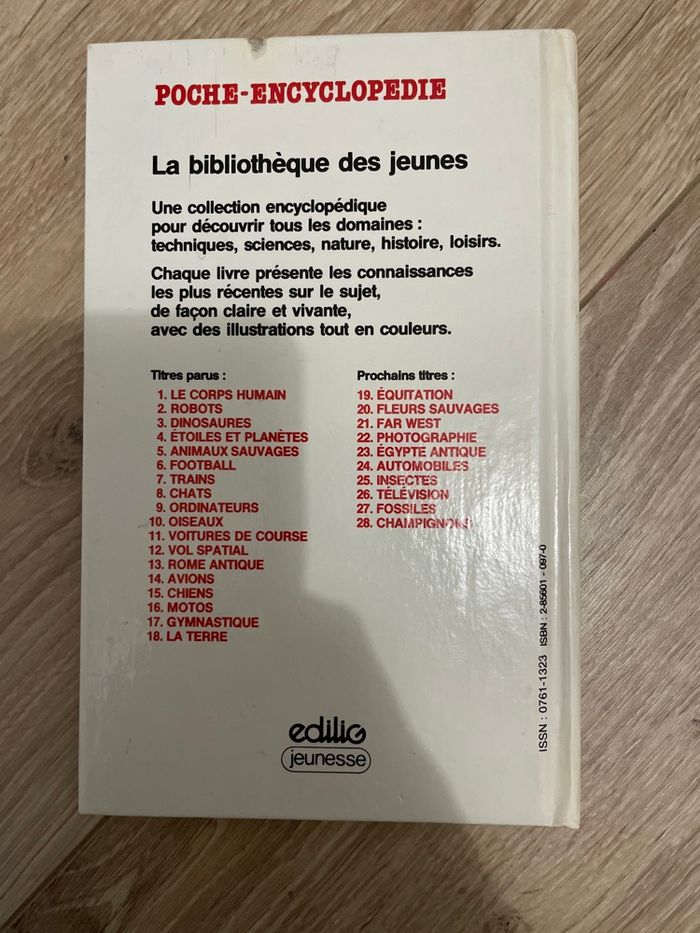 POCHE-ENCYCLOPEDIE
La bibliothèque des jeunes
Une collection encyclopédique
pour découvrir tous les domaines :
techniques, sciences, nature, histoire, loisirs.
Chaque livre présente les connaissances
les plus récentes sur le sujet,
de façon claire et vivante,
avec des illustrations tout en couleurs.
Titres parus :
1. LE CORPS HUMAIN
2. ROBOTS
3. DINOSAURES
4. ÉTOILES ET PLANÈTES
5. ANIMAUX SAUVAGES
6. FOOTBALL
7. TRAINS
8. CHATS
9. ORDINATEURS
10. OISEAUX
11. VOITURES DE COURSE
12. VOL SPATIAL
13. ROME ANTIQUE
14. AVIONS
15. CHIENS
16. MOTOS
17. GYMNASTIQUE
18. LA TERRE
Prochains titres :
19. ÉQUITATION
20. FLEURS SAUVAGES
21. FAR WEST
22. PHOTOGRAPHIE
23. ÉGYPTE ANTIQUE
24. AUTOMOBILES
25. INSECTES
26. TÉLÉVISION
27. FOSSILES
28. CHAMPIGNONS
edilig
jeunesse
ISSN : 0761-1323 ISBN : 2-85601-097-0